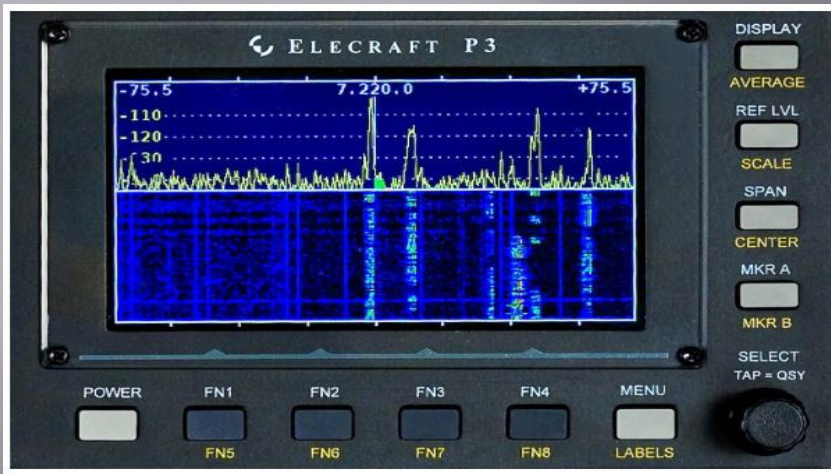 ELECRAFT P3
-75.5 7.220.0 +75.5
-110
-120
30
DISPLAY
AVERAGE
REF LVL
SCALE
SPAN
CENTER
MKR A
MKR B
SELECT
TAP = QSY
POWER FN1 FN2 FN3 FN4 MENU
FN5 FN6 FN7 FN8 LABELS